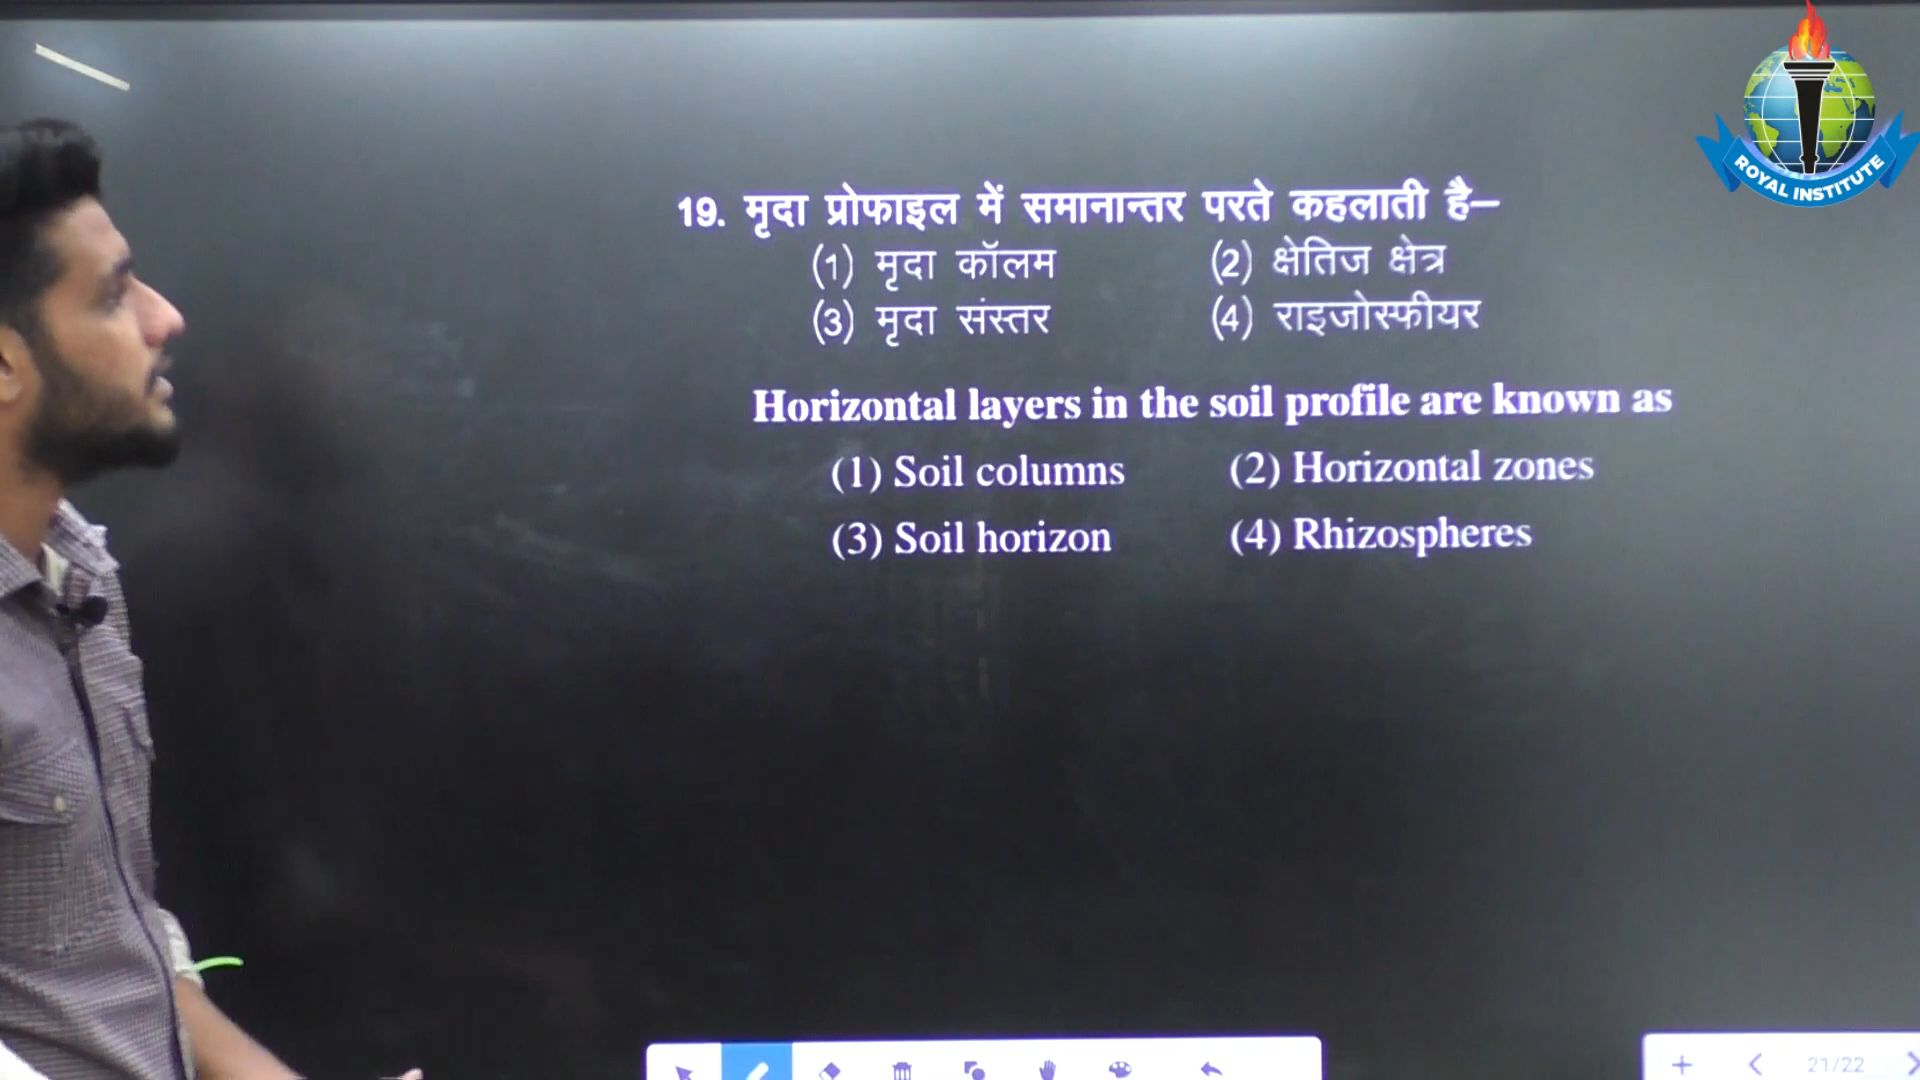 ROYAL INSTITUTE
19. मृदा प्रोफाइल में समानान्तर परते कहलाती है–
(1) मृदा कॉलम (2) क्षेतिज क्षेत्र
(3) मृदा संस्तर (4) राइजोस्फीयर
Horizontal layers in the soil profile are known as
(1) Soil columns (2) Horizontal zones
(3) Soil horizon (4) Rhizospheres
21/22